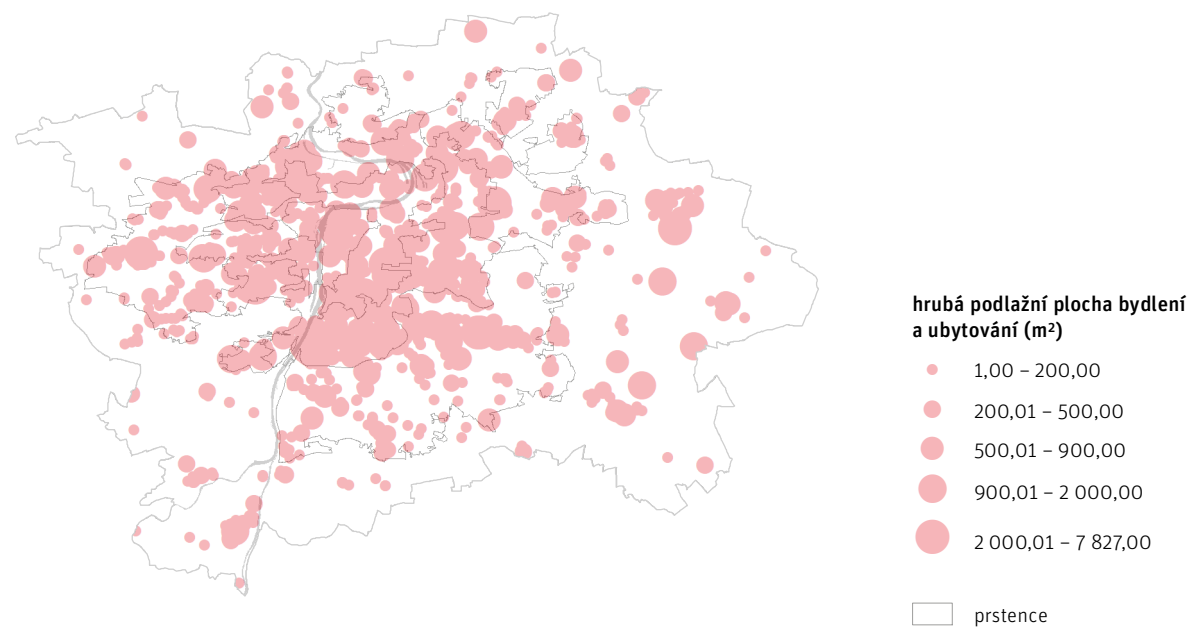 hrubá podlažní plocha bydlení
a ubytování (m²)
1,00 – 200,00
200,01 – 500,00
500,01 – 900,00
900,01 – 2 000,00
2 000,01 – 7 827,00
prstence